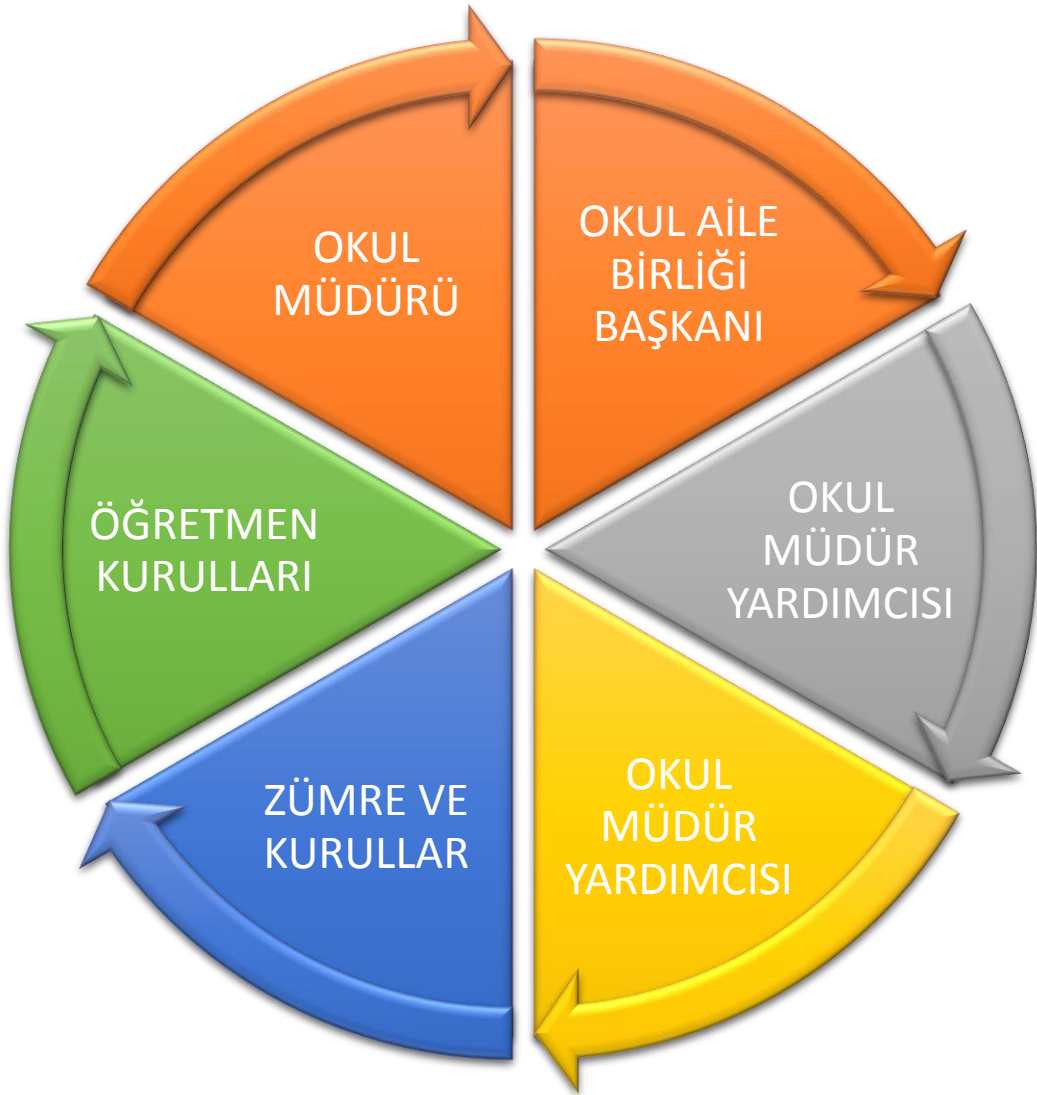 OKUL
MÜDÜRÜ
OKUL AİLE
BİRLİĞİ
BAŞKANI
OKUL
MÜDÜR
YARDIMCISI
OKUL
MÜDÜR
YARDIMCISI
ZÜMRE VE
KURULLAR
ÖĞRETMEN
KURULLARI